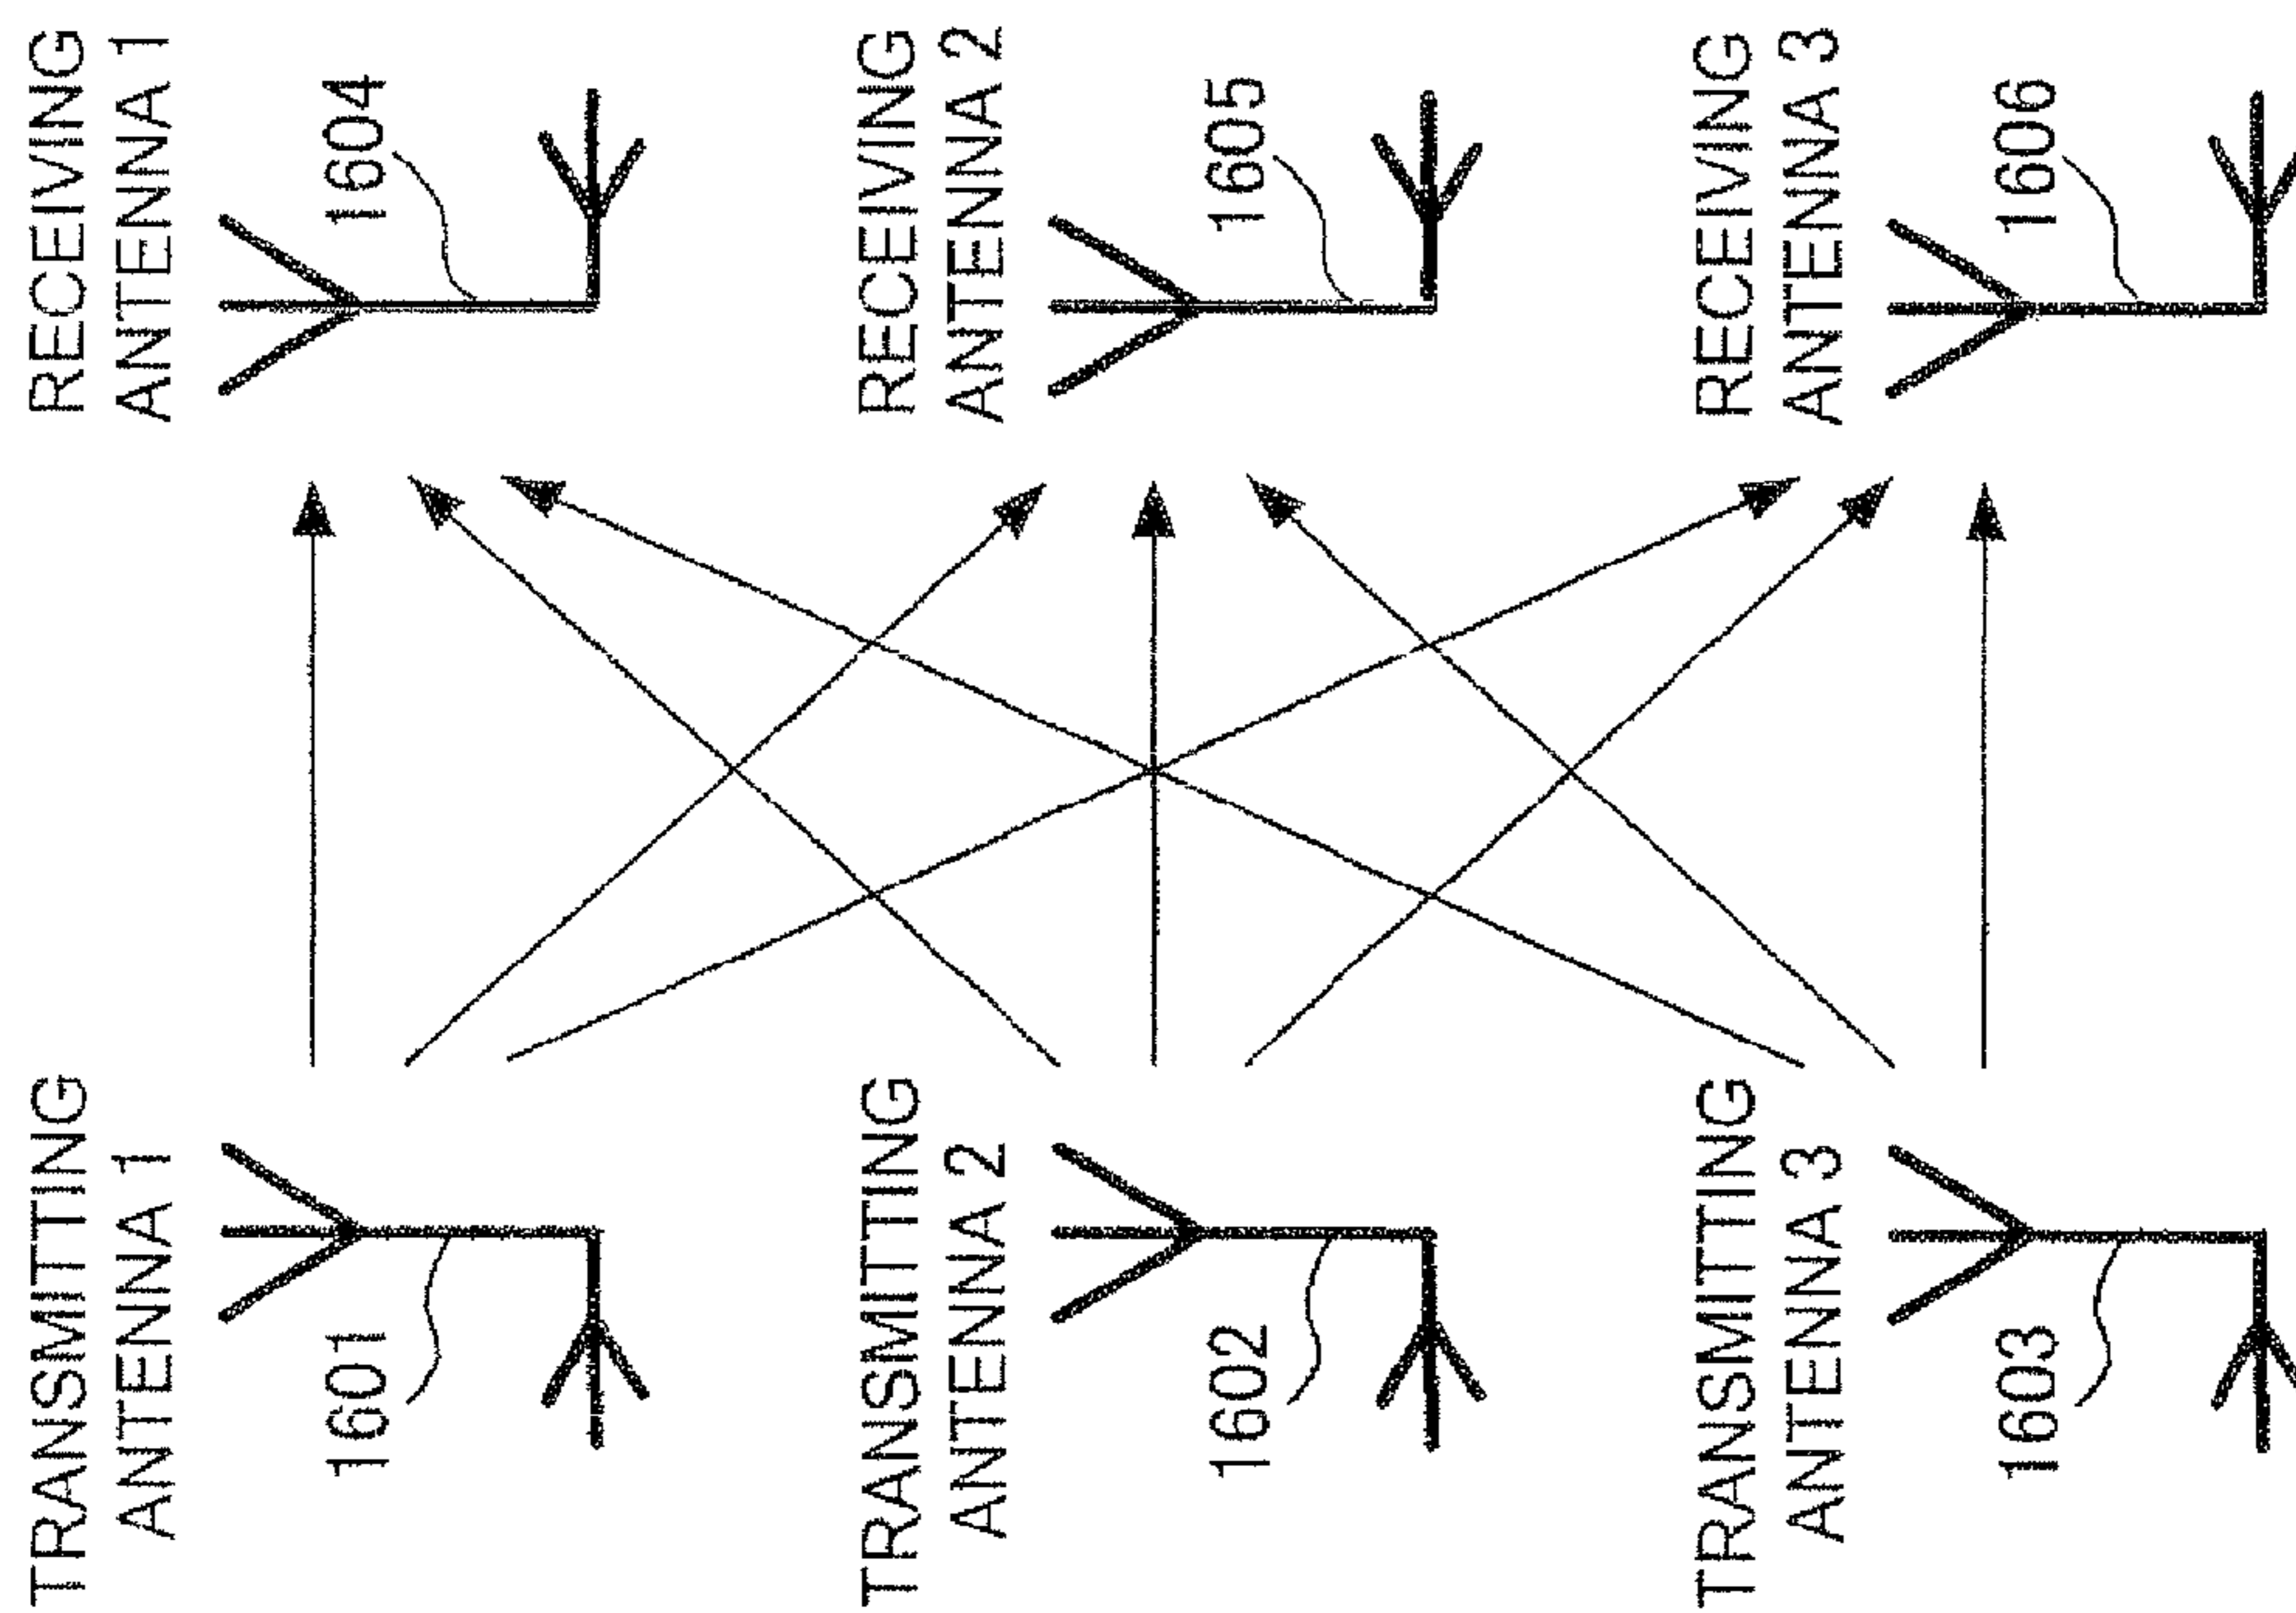 TRANSMITTING
ANTENNA 1
1601
RECEIVING
ANTENNA 1
1604
TRANSMITTING
ANTENNA 2
1602
RECEIVING
ANTENNA 2
1605
TRANSMITTING
ANTENNA 3
1603
RECEIVING
ANTENNA 3
1606